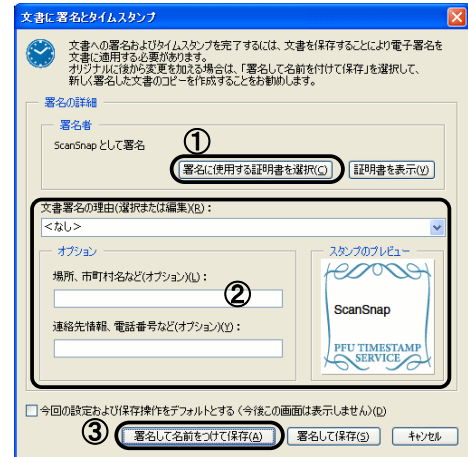 文書に署名とタイムスタンプ
文書への署名およびタイムスタンプを完了するには、文書を保存することにより電子署名を
文書に適用する必要があります。
オリジナルに後から変更を加える場合は、「署名して名前を付けて保存」を選択して、
新しく署名した文書のコピーを作成することをお勧めします。
署名の詳細
署名者
①
ScanSnap として署名
署名に使用する証明書を選択(C)
証明書を表示(V)
文書署名の理由(選択または編集)(R):
<なし>
オプション
スタンプのプレビュー
場所、市町村名など(オプション)(L):
②
ScanSnap
連絡先情報、電話番号など(オプション)(Y):
PFU TIMESTAMP
SERVICE
今回の設定および保存操作をデフォルトとする(今後この画面は表示しません)(D)
③
署名して名前をつけて保存(A)
署名して保存(S)
キャンセル